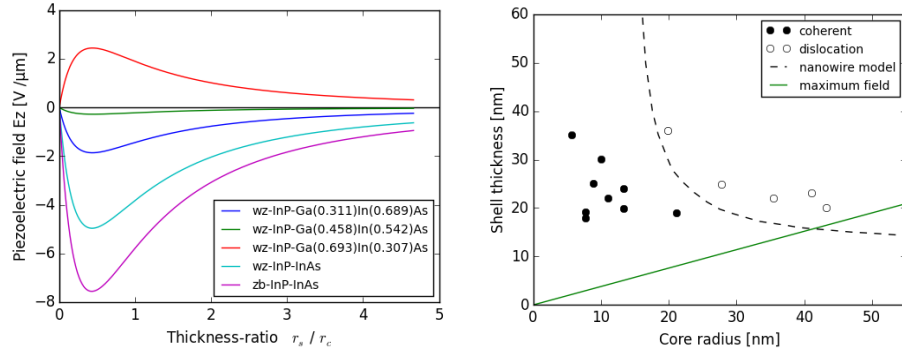 4
2
0
−2
−4
−6
−8
Piezoelectric field Ez [V /μm]
wz-InP-Ga(0.311)In(0.689)As
wz-InP-Ga(0.458)In(0.542)As
wz-InP-Ga(0.693)In(0.307)As
wz-InP-InAs
zb-InP-InAs
0 1 2 3 4 5
Thickness-ratio r_s / r_c
60
50
40
30
20
10
0
Shell thickness [nm]
coherent
dislocation
nanowire model
maximum field
0 10 20 30 40 50
Core radius [nm]